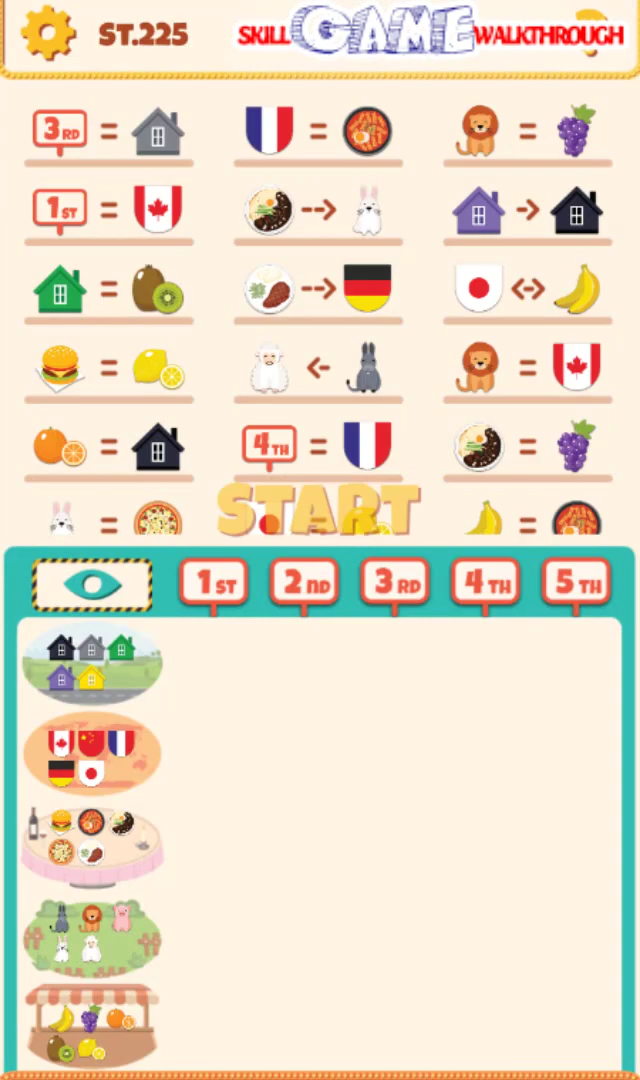 ST.225 SKILL GAME WALKTHROUGH
3RD
1ST
4TH
START
1ST 2ND 3RD 4TH 5TH